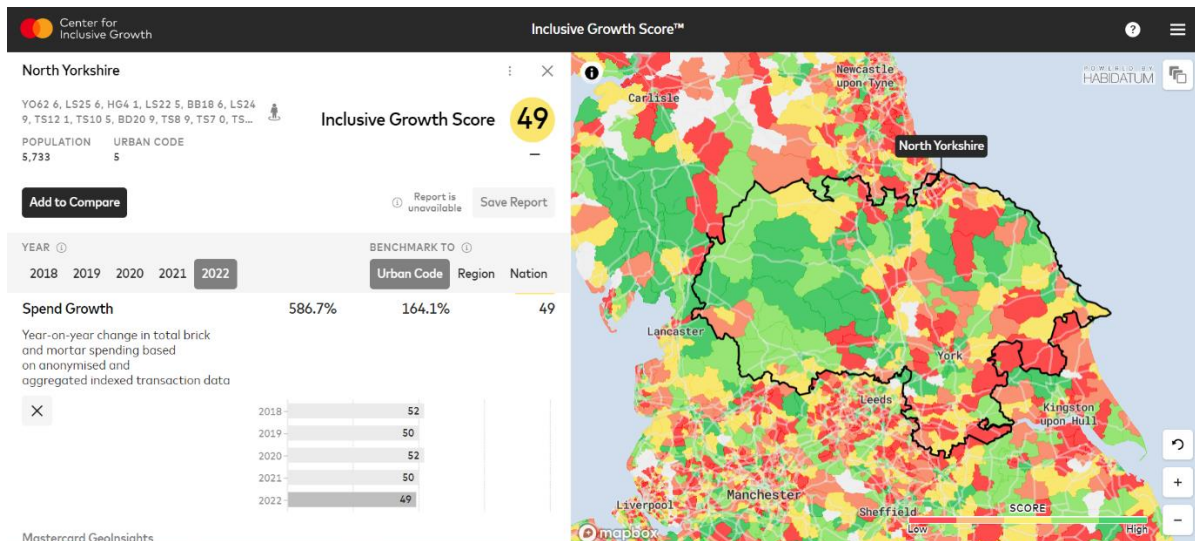 Center for
Inclusive Growth
Inclusive Growth Score™
?
North Yorkshire
YO62 6, LS25 6, HG4 1, LS22 5, BB18 6, LS24
9, TS12 1, TS10 5, BD20 9, TS8 9, TS7 0, TS...
Inclusive Growth Score
49
–
POPULATION
URBAN CODE
5,733
5
Add to Compare
Report is
unavailable
Save Report
YEAR
BENCHMARK TO
2018 2019 2020 2021 2022
Urban Code Region Nation
Spend Growth
586.7%
164.1%
49
Year-on-year change in total brick
and mortar spending based
on anonymised and
aggregated indexed transaction data
2018
52
2019
50
2020
52
2021
50
2022
49
Mastercard GeoInsights
POWERED BY
HABIDATUM
Newcastle
upon Tyne
Carlisle
North Yorkshire
Lancaster
York
Leeds
Kingston
upon Hull
Manchester
Liverpool
Sheffield
SCORE
Low
High
+
−
mapbox